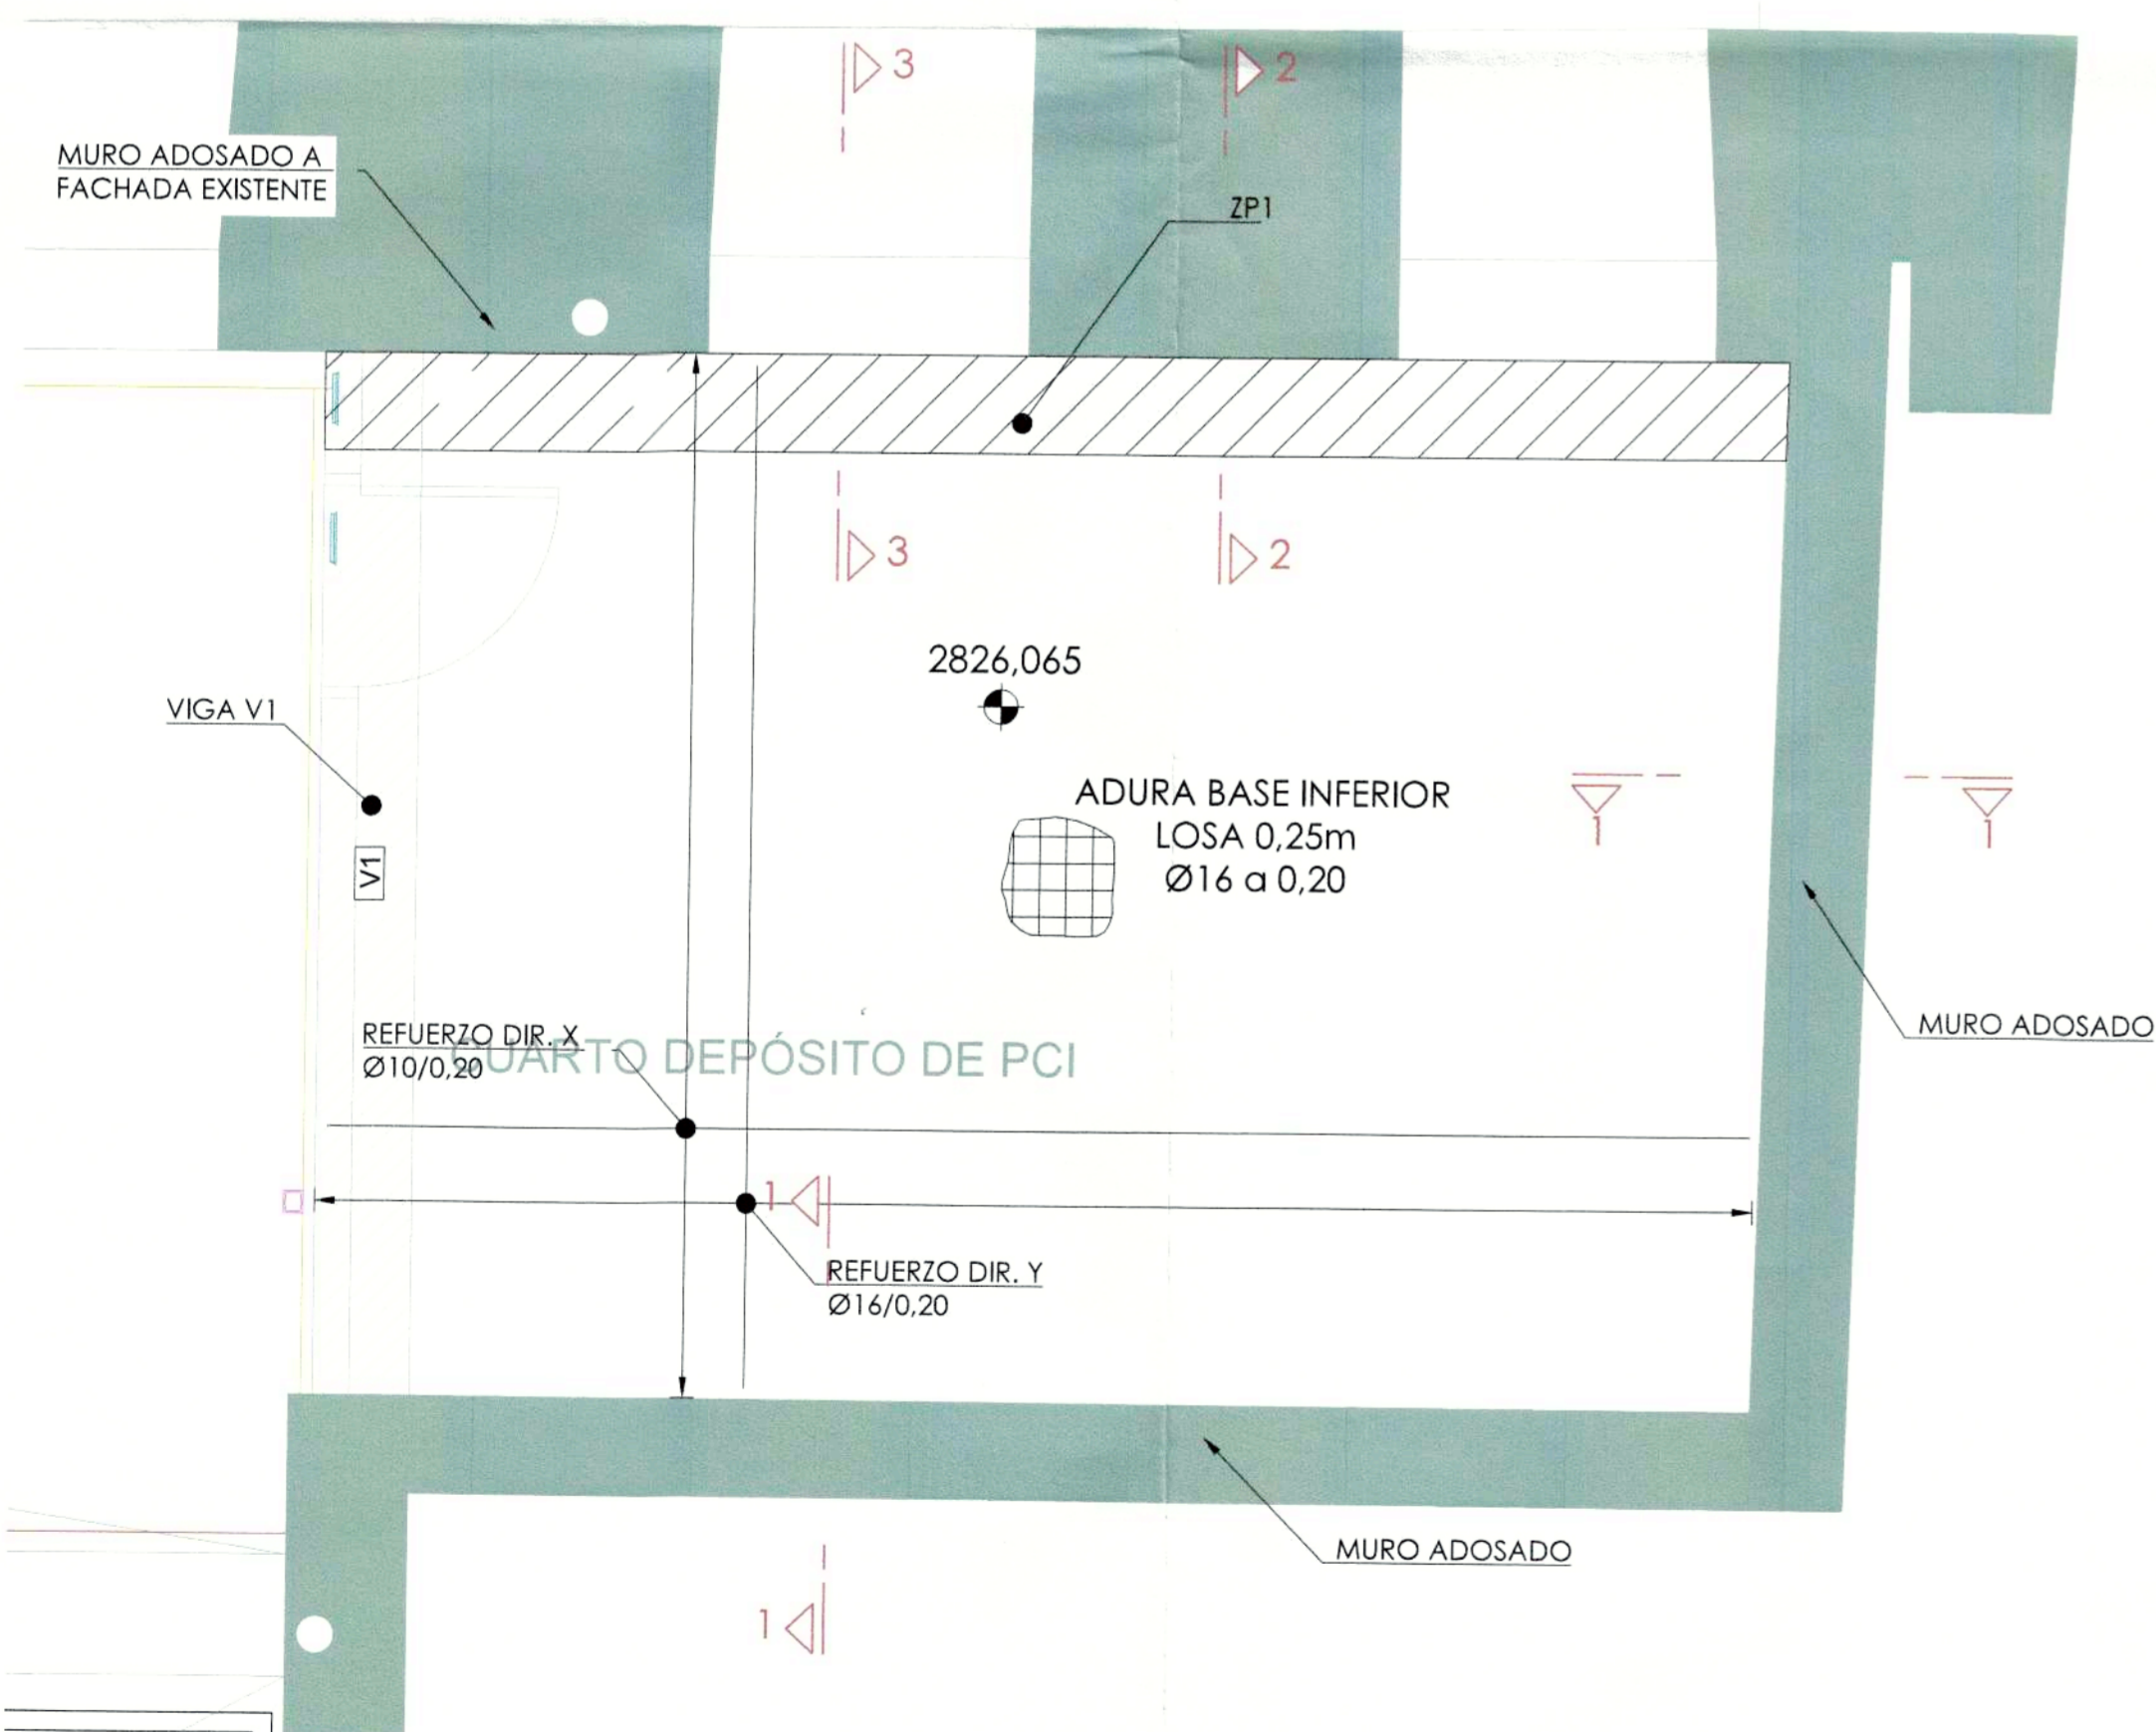 3
2
MURO ADOSADO A
FACHADA EXISTENTE
ZP1
3
2
2826,065
VIGA V1
ADURA BASE INFERIOR
LOSA 0,25m
Ø16 a 0,20
1
1
V1
MURO ADOSADO
REFUERZO DIR. X
Ø10/0,20
CUARTO DEPÓSITO DE PCI
1
REFUERZO DIR. Y
Ø16/0,20
MURO ADOSADO
1